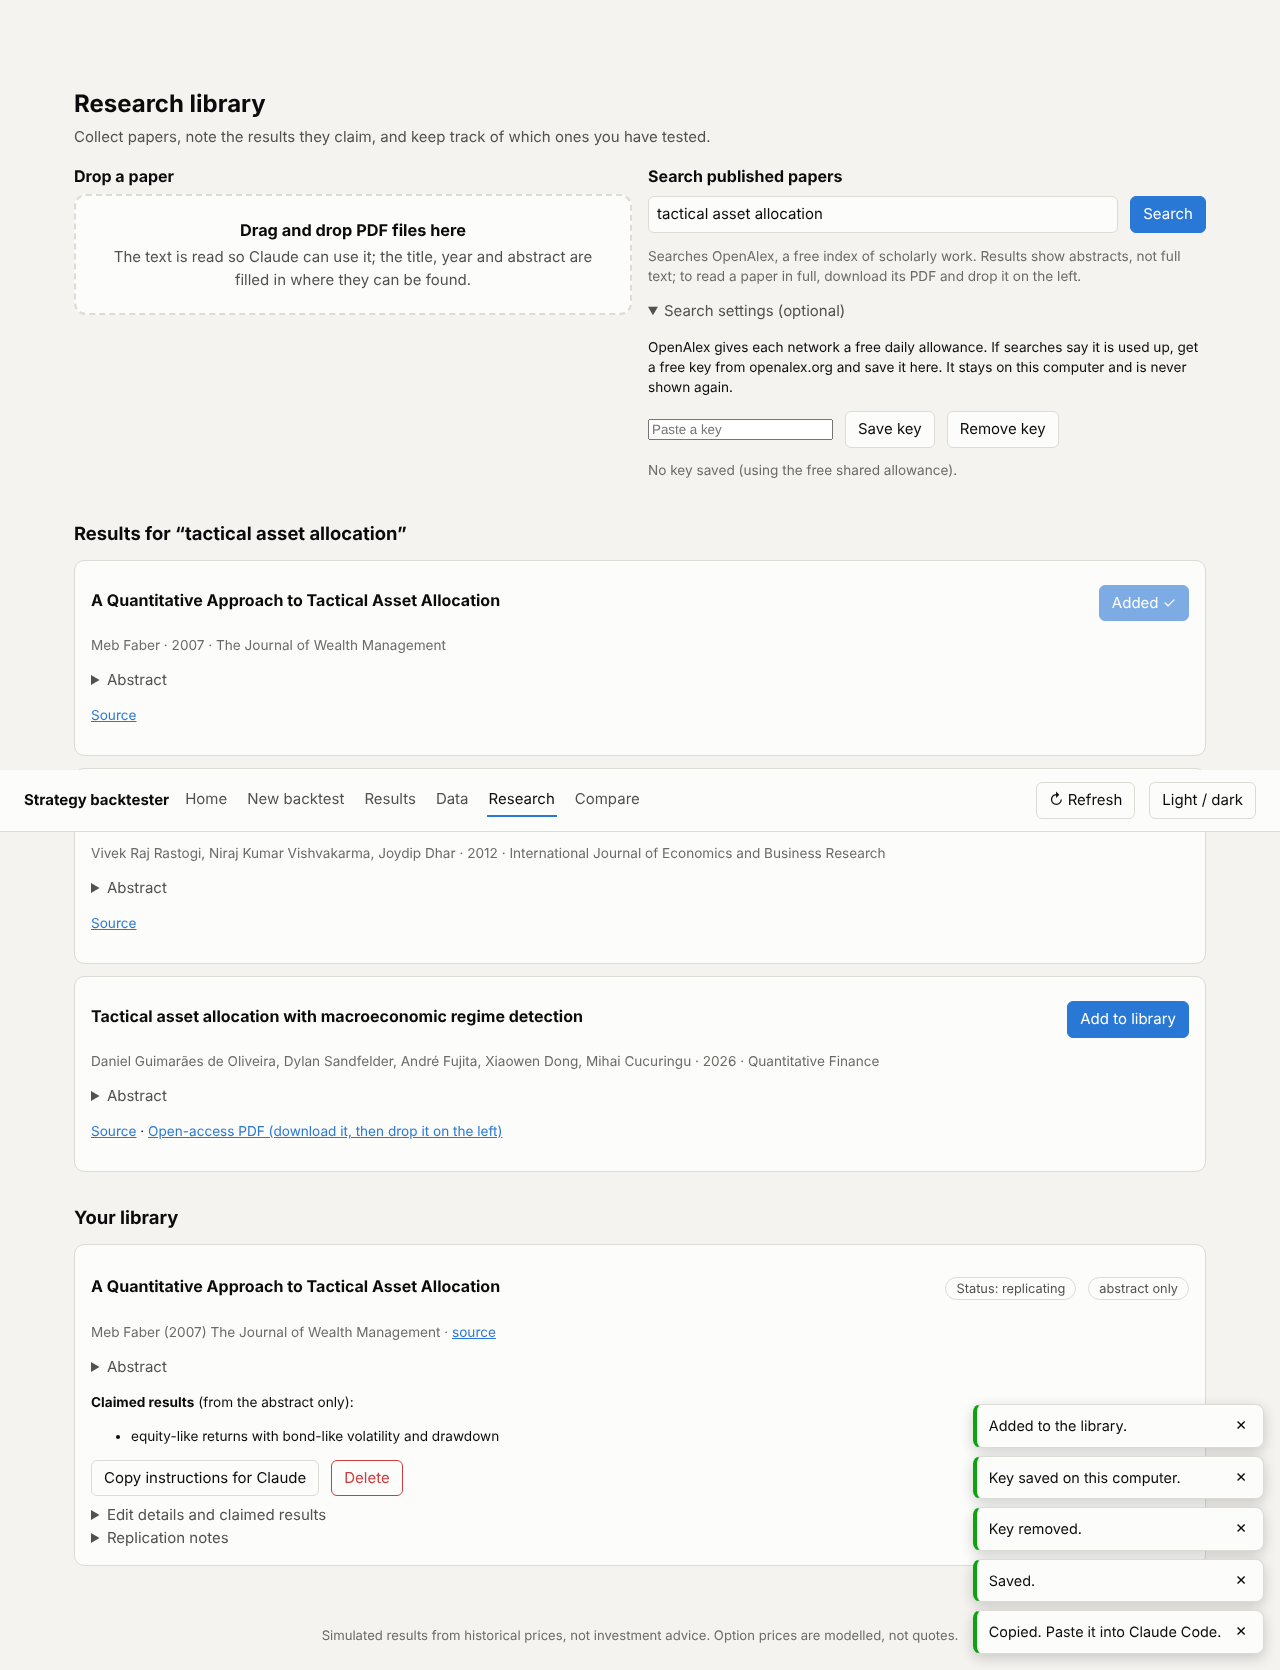 Research library
Collect papers, note the results they claim, and keep track of which ones you have tested.
Drop a paper
Drag and drop PDF files here
The text is read so Claude can use it; the title, year and abstract are
filled in where they can be found.
Search published papers
tactical asset allocation
Search
Searches OpenAlex, a free index of scholarly work. Results show abstracts, not full
text; to read a paper in full, download its PDF and drop it on the left.
▼ Search settings (optional)
OpenAlex gives each network a free daily allowance. If searches say it is used up, get
a free key from openalex.org and save it here. It stays on this computer and is never
shown again.
Paste a key
Save key
Remove key
No key saved (using the free shared allowance).
Results for “tactical asset allocation”
A Quantitative Approach to Tactical Asset Allocation
Added ✓
Meb Faber · 2007 · The Journal of Wealth Management
▶ Abstract
Source
Strategy backtester
Home
New backtest
Results
Data
Research
Compare
↻ Refresh
Light / dark
Vivek Raj Rastogi, Niraj Kumar Vishvakarma, Joydip Dhar · 2012 · International Journal of Economics and Business Research
▶ Abstract
Source
Tactical asset allocation with macroeconomic regime detection
Add to library
Daniel Guimarães de Oliveira, Dylan Sandfelder, André Fujita, Xiaowen Dong, Mihai Cucuringu · 2026 · Quantitative Finance
▶ Abstract
Source · Open-access PDF (download it, then drop it on the left)
Your library
A Quantitative Approach to Tactical Asset Allocation
Status: replicating
abstract only
Meb Faber (2007) The Journal of Wealth Management · source
▶ Abstract
Claimed results (from the abstract only):
• equity-like returns with bond-like volatility and drawdown
Copy instructions for Claude
Delete
▶ Edit details and claimed results
▶ Replication notes
Added to the library. ✕
Key saved on this computer. ✕
Key removed. ✕
Saved. ✕
Copied. Paste it into Claude Code. ✕
Simulated results from historical prices, not investment advice. Option prices are modelled, not quotes.